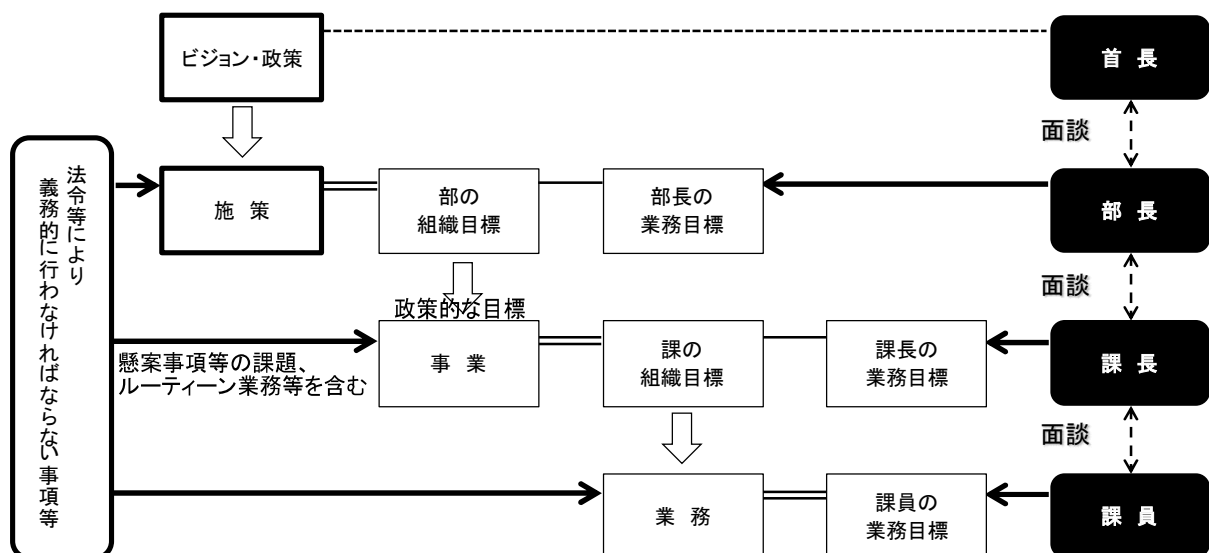 ビジョン・政策
首 長
面談
法令等により
義務的に行わなければならない事項等
施 策
部の
組織目標
部長の
業務目標
部 長
面談
政策的な目標
懸案事項等の課題、
ルーティーン業務等を含む
事 業
課の
組織目標
課長の
業務目標
課 長
面談
業 務
課員の
業務目標
課 員